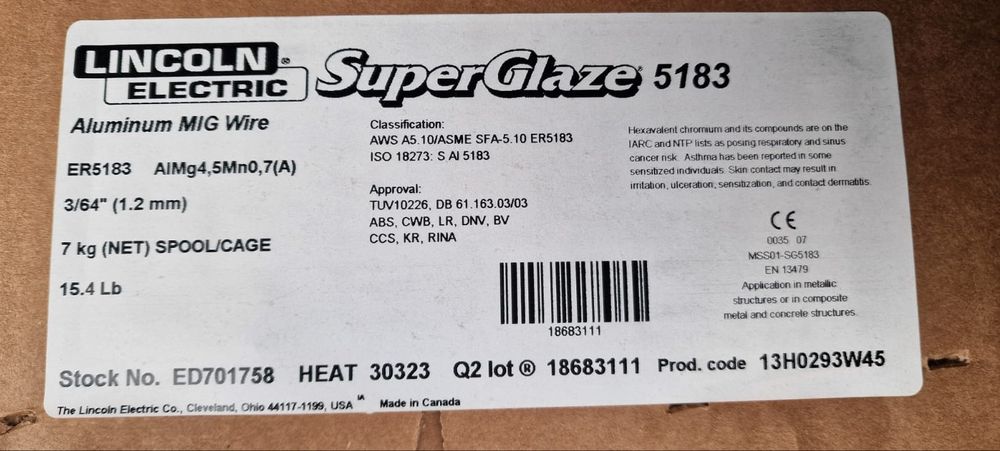 LINCOLN ®
ELECTRIC
SuperGlaze® 5183
Aluminum MIG Wire
ER5183 AlMg4,5Mn0,7(A)
3/64" (1.2 mm)
7 kg (NET) SPOOL/CAGE
15.4 Lb
Classification:
AWS A5.10/ASME SFA-5.10 ER5183
ISO 18273: S Al 5183
Approval:
TUV10226, DB 61.163.03/03
ABS, CWB, LR, DNV, BV
CCS, KR, RINA
Hexavalent chromium and its compounds are on the
IARC and NTP lists as posing respiratory and sinus
cancer risk. Asthma has been reported in some
sensitized individuals. Skin contact may result in
irritation, ulceration, sensitization, and contact dermatitis.
CE
0035 07
MSS01-SG5183
EN 13479
Application in metallic
structures or in composite
metal and concrete structures.
18683111
Stock No. ED701758 HEAT 30323 Q2 lot ® 18683111 Prod. code 13H0293W45
The Lincoln Electric Co., Cleveland, Ohio 44117-1199, USA IA Made in Canada